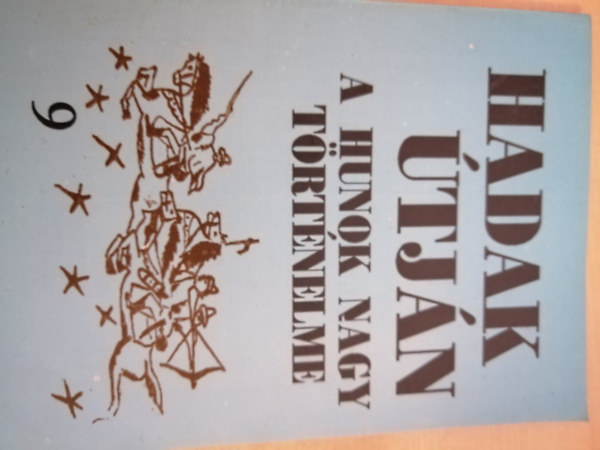 HADAK
ÚTJÁN
A HUNOK NAGY
TÖRTÉNELME
9